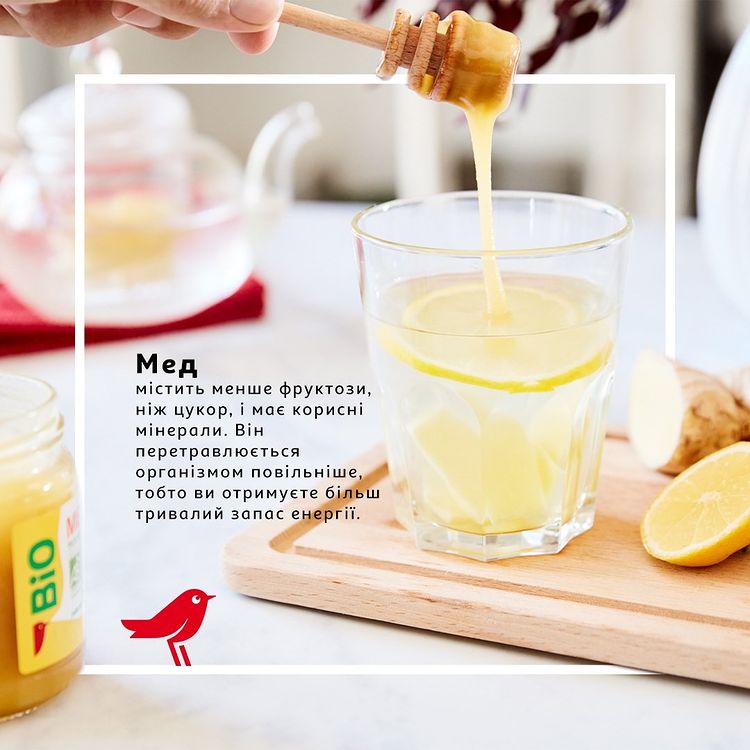 Мед
містить менше фруктози,
ніж цукор, і має корисні
мінерали. Він
перетравлюється
організмом повільніше,
тобто ви отримуєте більш
тривалий запас енергії.
BiO